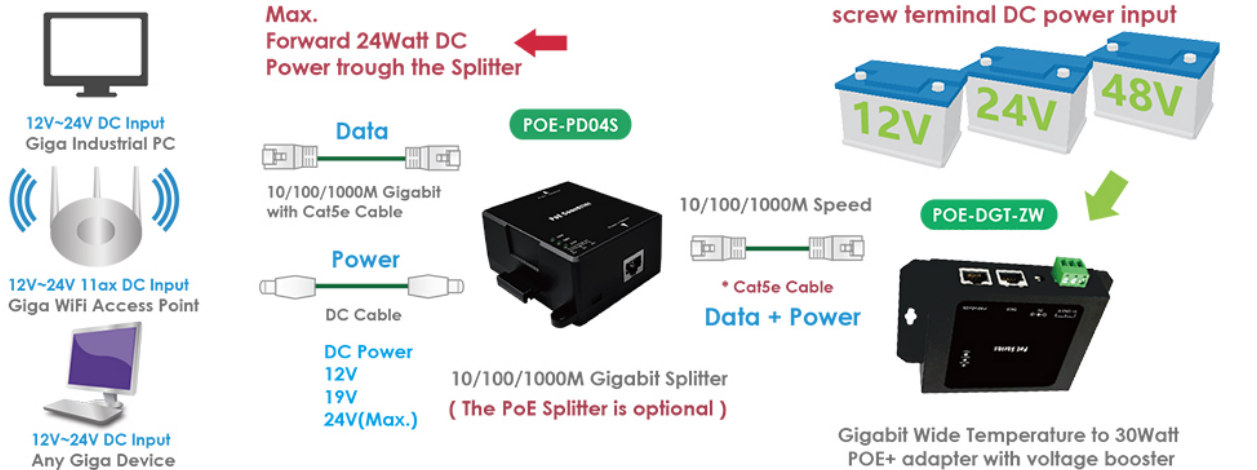 Max.
Forward 24Watt DC
Power trough the Splitter
screw terminal DC power input
12V
24V
48V
12V~24V DC Input
Giga Industrial PC
Data
10/100/1000M Gigabit
with Cat5e Cable
POE-PD04S
PoE Converter
10/100/1000M Speed
* Cat5e Cable
Data + Power
POE-DGT-ZW
PoE Series
12V~24V 11ax DC Input
Giga WiFi Access Point
Power
DC Cable
DC Power
12V
19V
24V(Max.)
10/100/1000M Gigabit Splitter
( The PoE Splitter is optional )
12V~24V DC Input
Any Giga Device
Gigabit Wide Temperature to 30Watt
POE+ adapter with voltage booster